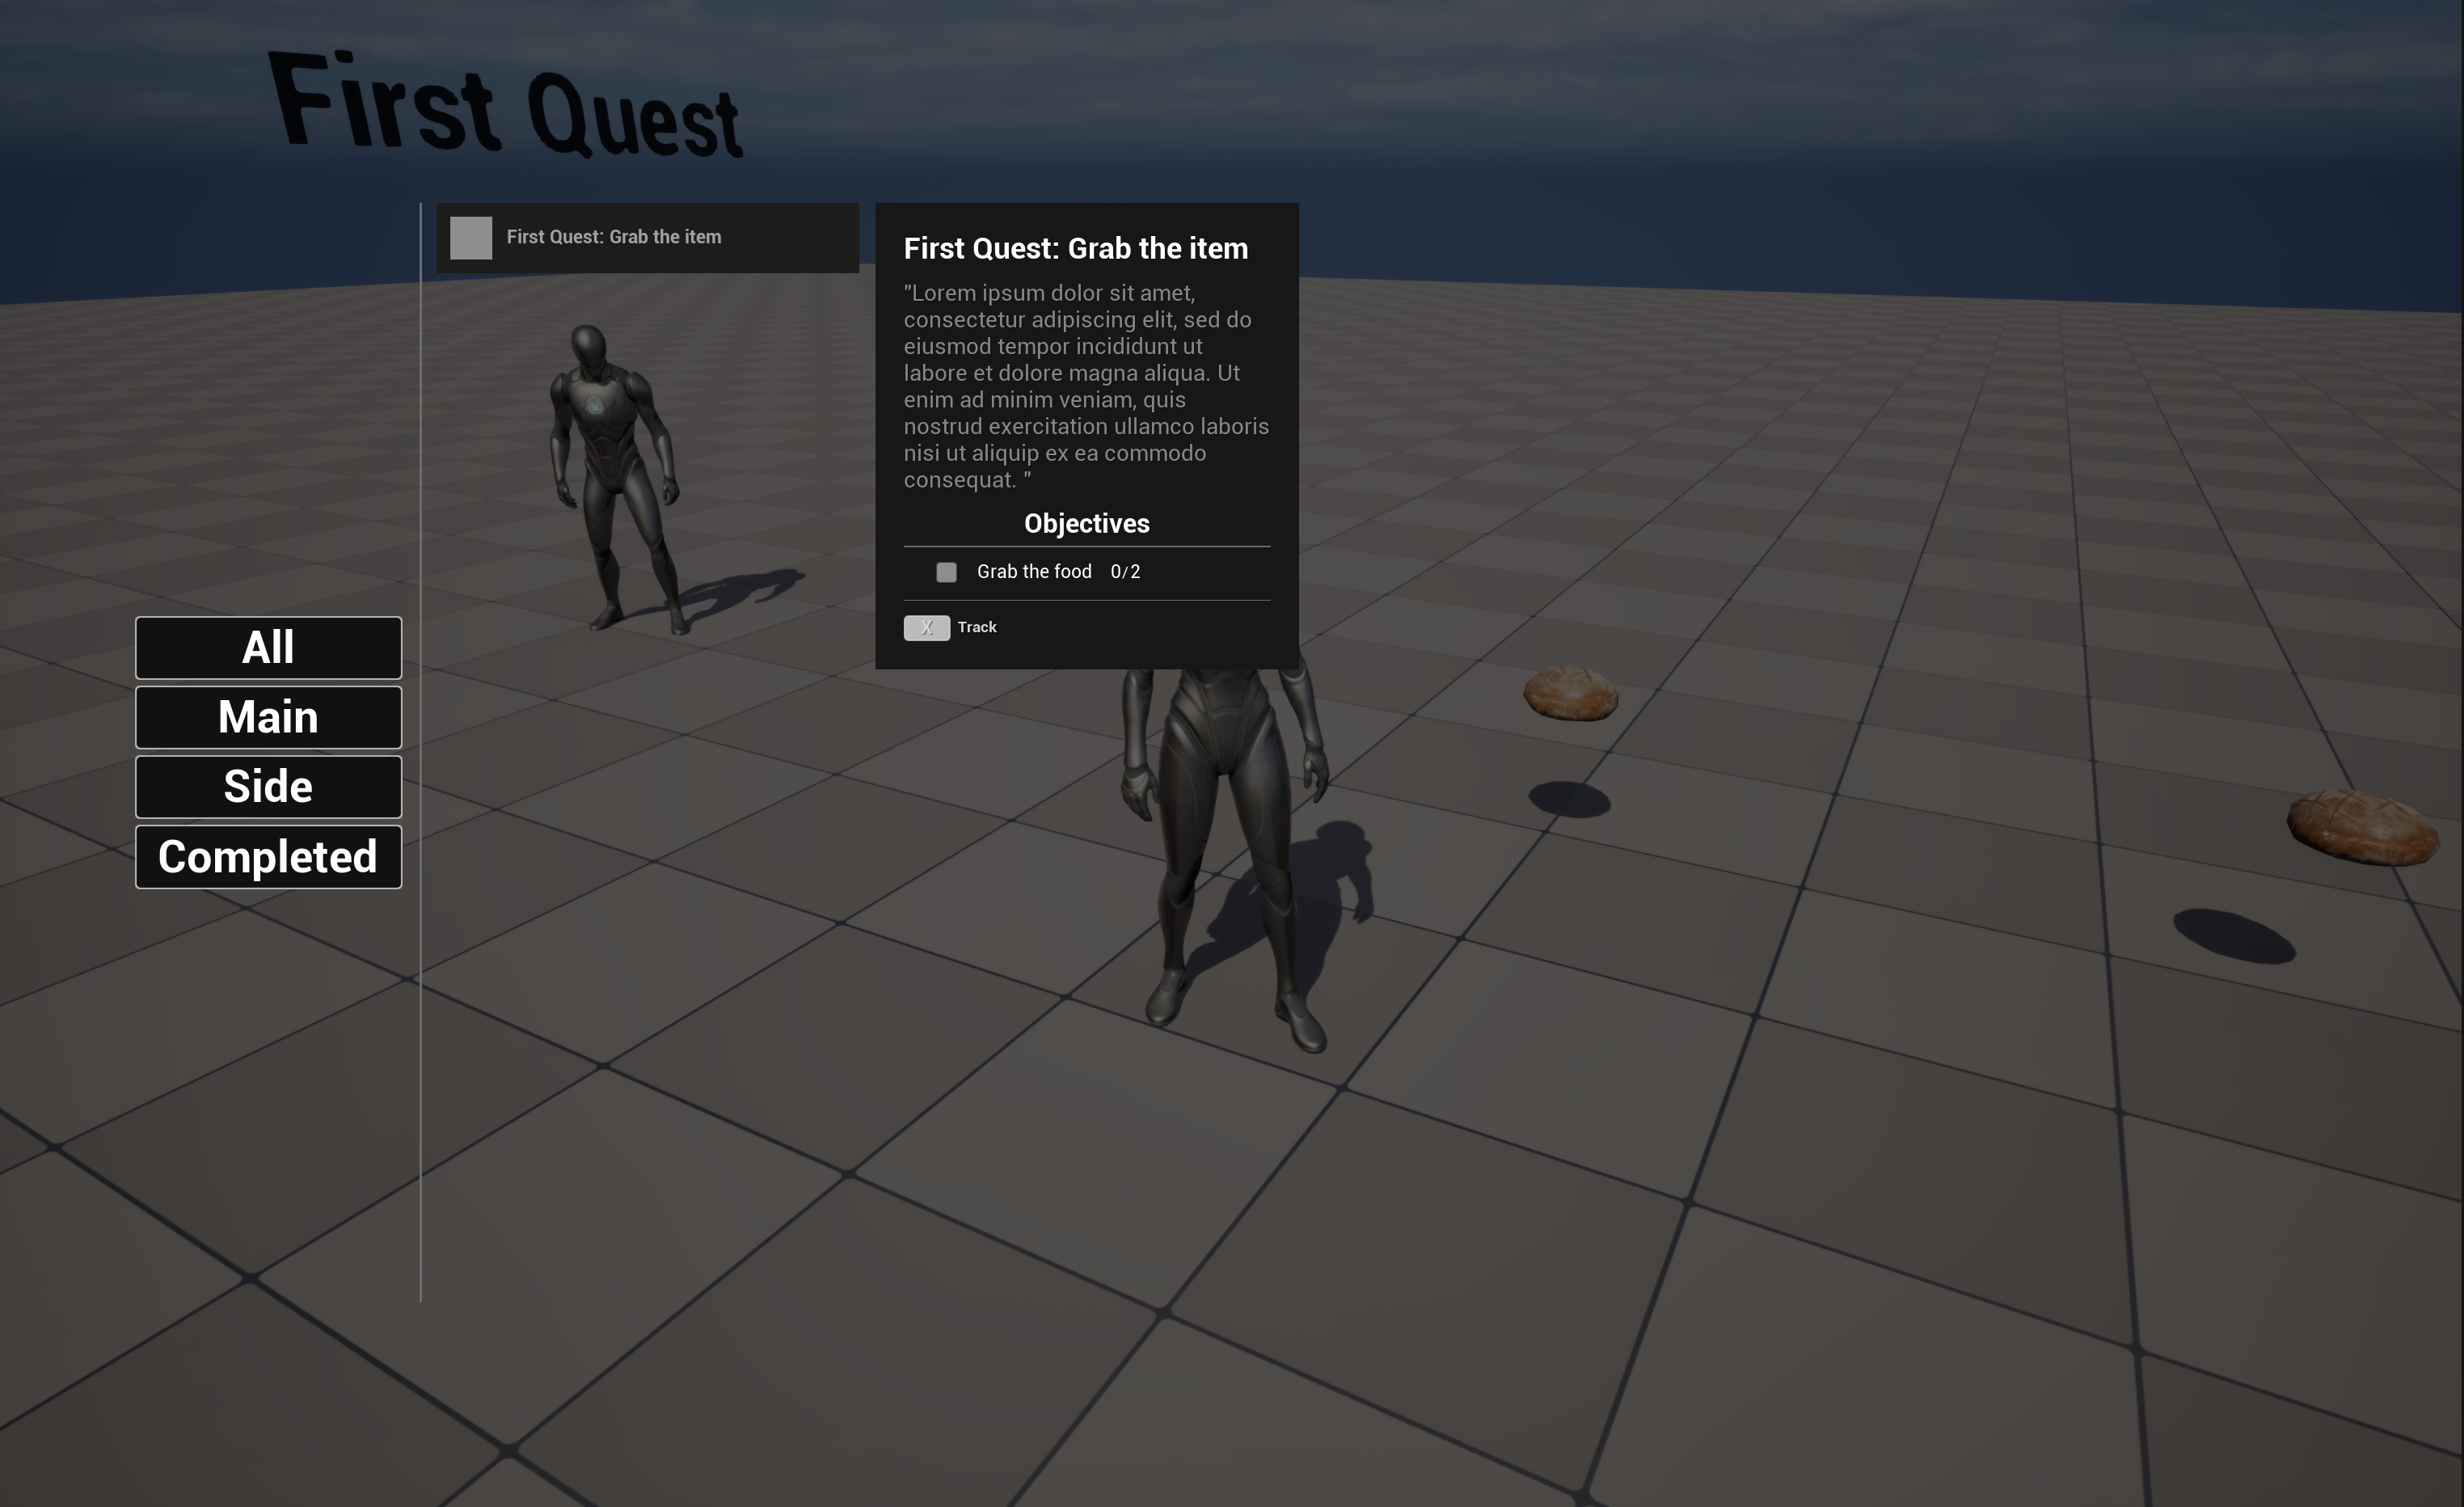 First Quest
First Quest: Grab the item
First Quest: Grab the item
"Lorem ipsum dolor sit amet,
consectetur adipiscing elit, sed do
eiusmod tempor incididunt ut
labore et dolore magna aliqua. Ut
enim ad minim veniam, quis
nostrud exercitation ullamco laboris
nisi ut aliquip ex ea commodo
consequat. "
Objectives
Grab the food 0/2
X Track
All
Main
Side
Completed